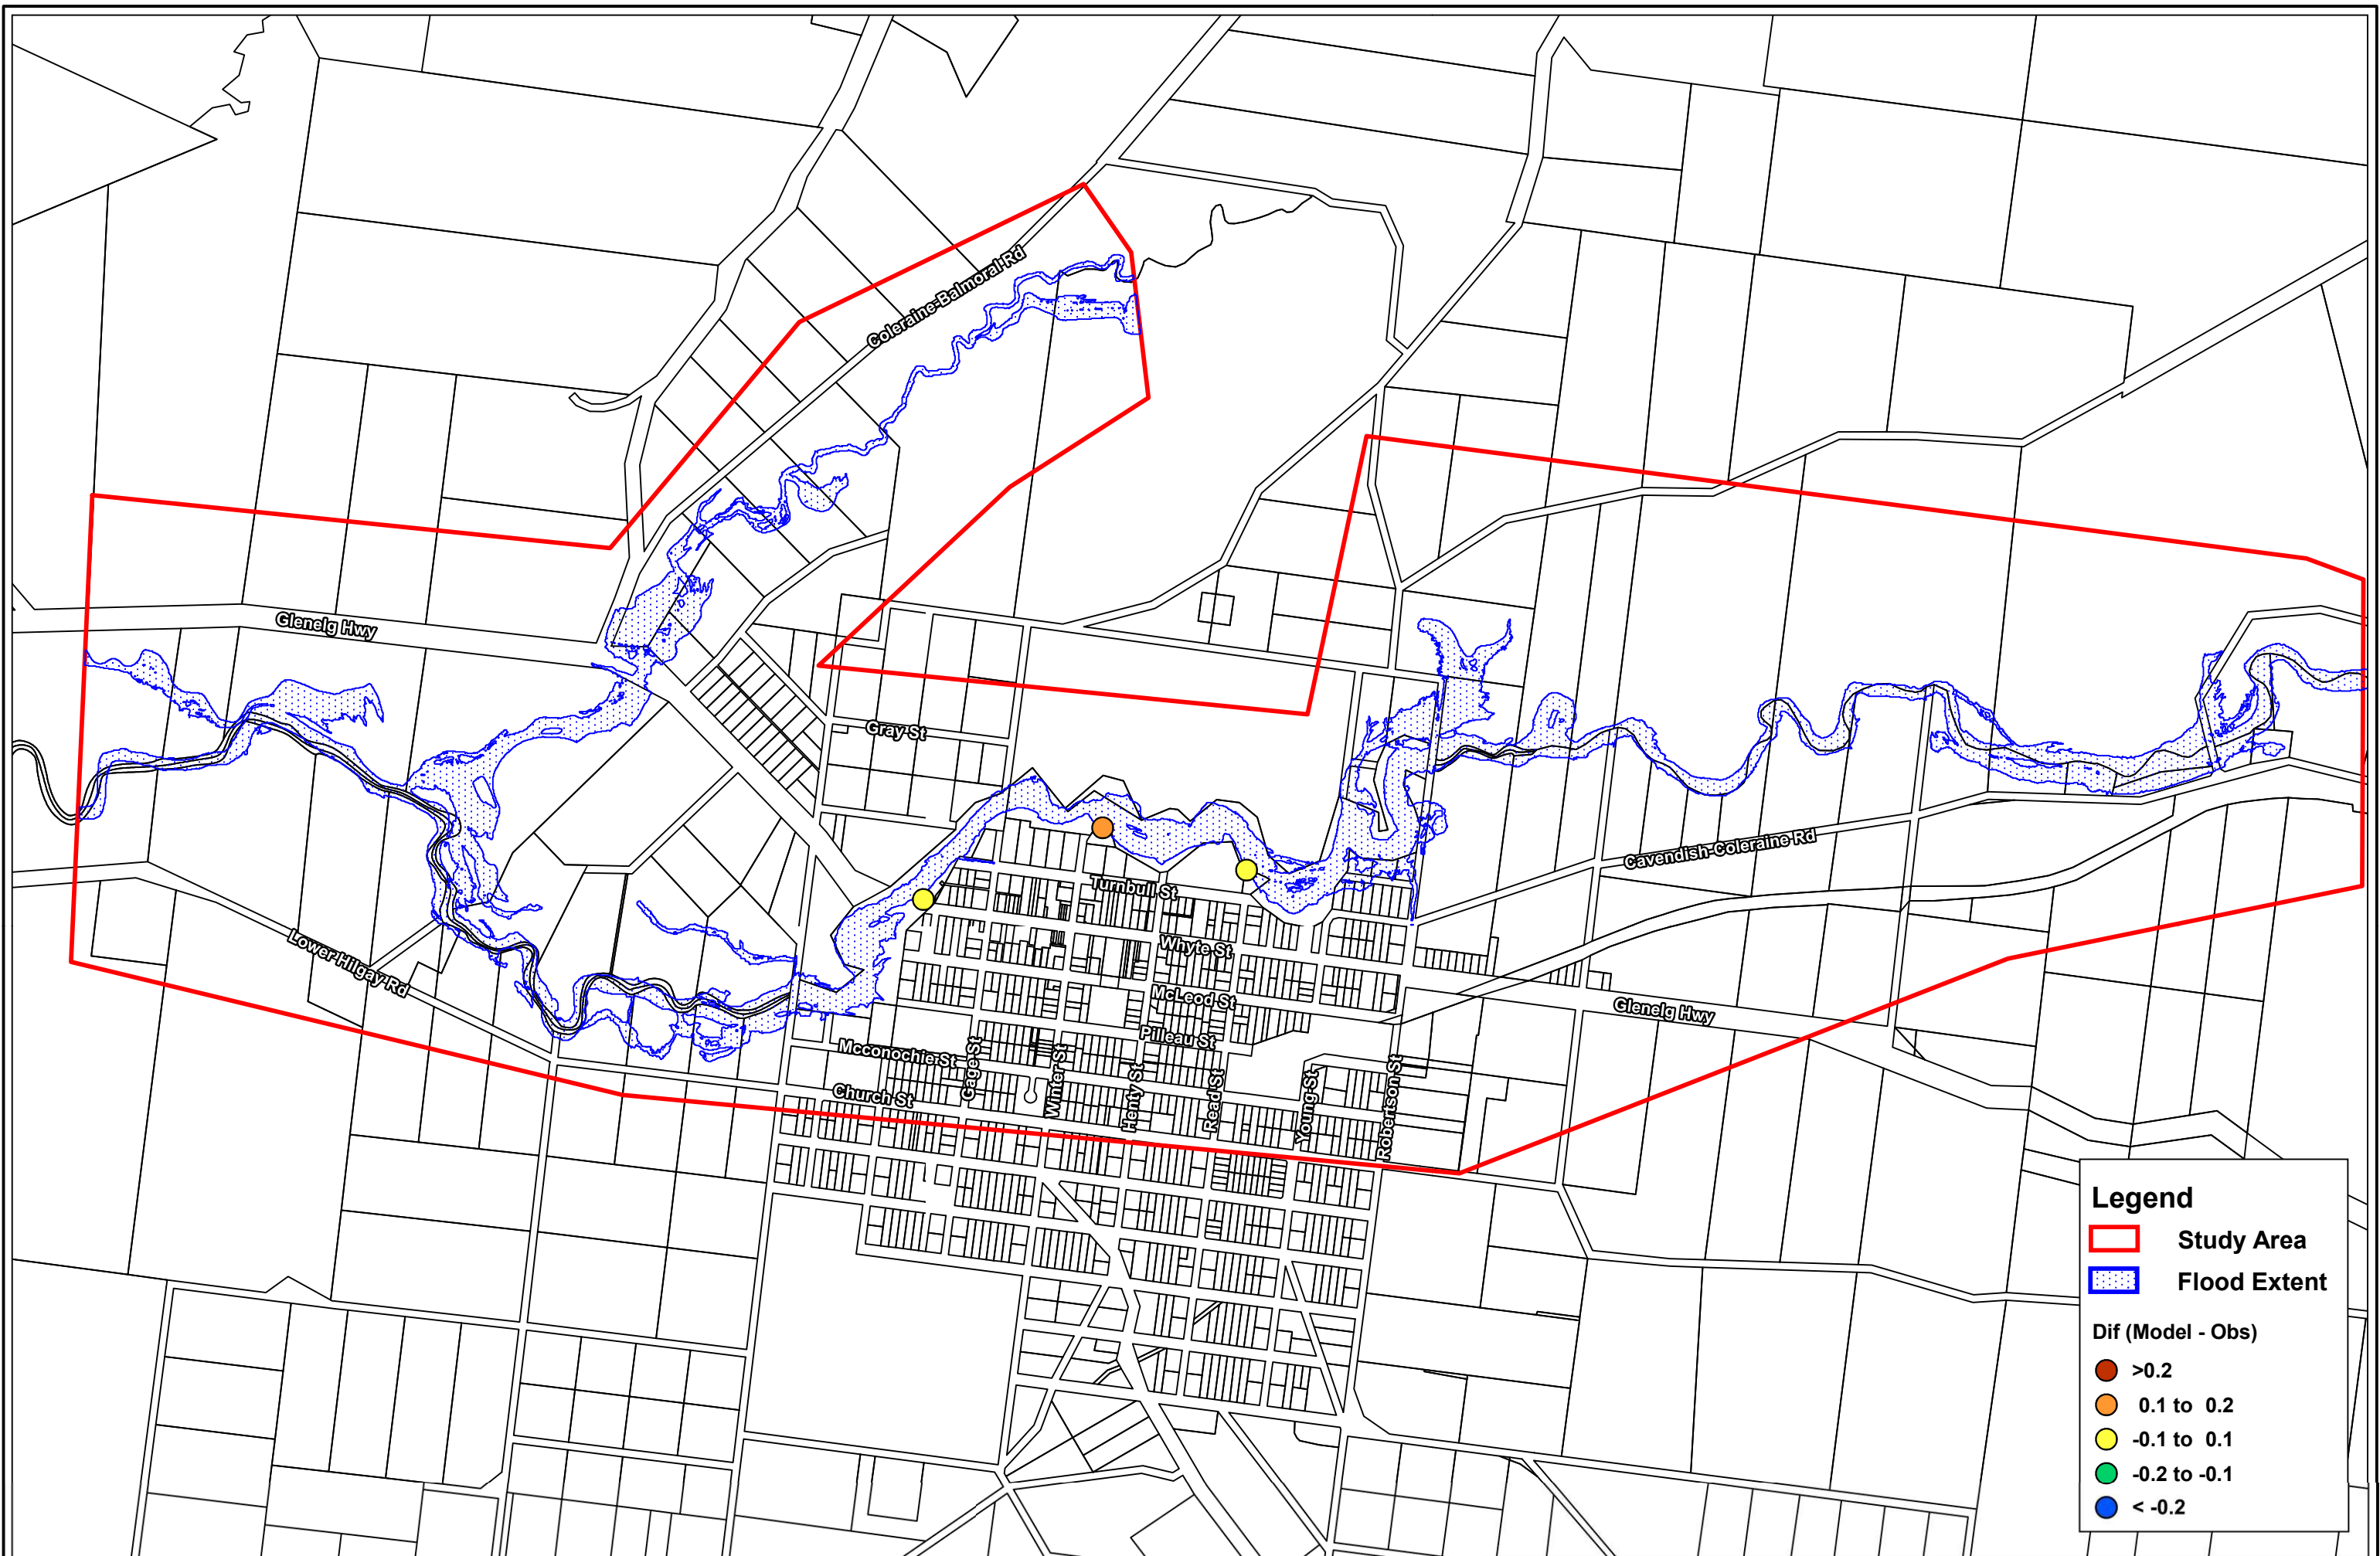 Coleraine-Balmoral-Rd
Glenelg Hwy
Gray St
Cavendish-Coleraine Rd
Turnbull St
Whyte St
Lower-Hilgay Rd
McLeod St
Glenelg Hwy
Pilleau St
Mcconochie St
Gage St
Winter St
Church St
Henty St
Read St
Young St
Robertson St
Legend
Study Area
Flood Extent
Dif (Model - Obs)
>0.2
0.1 to 0.2
-0.1 to 0.1
-0.2 to -0.1
< -0.2